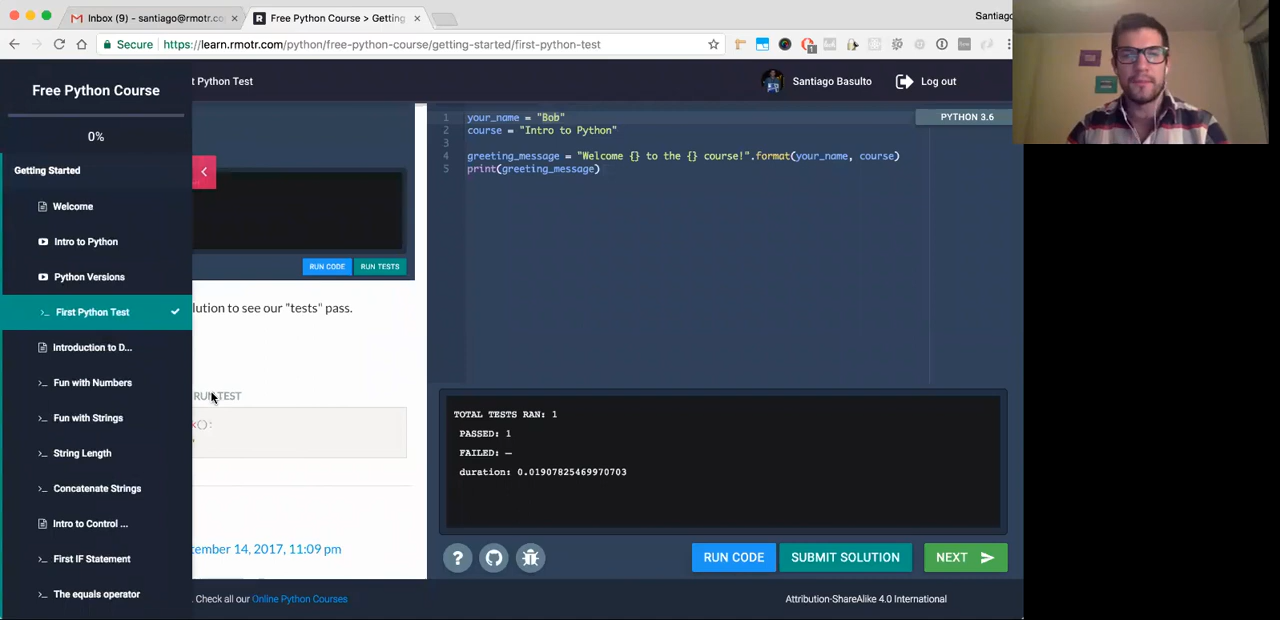 Inbox (9) - santiago@rmotr.co
Free Python Course > Getting
Santiago
Secure
https://learn.rmotr.com/python/free-python-course/getting-started/first-python-test
Free Python Course
t Python Test
Santiago Basulto
Log out
0%
Getting Started
Welcome
Intro to Python
Python Versions
First Python Test
Introduction to D...
Fun with Numbers
Fun with Strings
String Length
Concatenate Strings
Intro to Control ...
First IF Statement
The equals operator
RUN CODE
RUN TESTS
lution to see our "tests" pass.
RUN TEST
k():
tember 14, 2017, 11:09 pm
. Check all our Online Python Courses
PYTHON 3.6
1 your_name = "Bob"
2 course = "Intro to Python"
3
4 greeting_message = "Welcome {} to the {} course!".format(your_name, course)
5 print(greeting_message)
TOTAL TESTS RAN: 1
PASSED: 1
FAILED: —
duration: 0.01907825469970703
?
RUN CODE
SUBMIT SOLUTION
NEXT
Attribution-ShareAlike 4.0 International